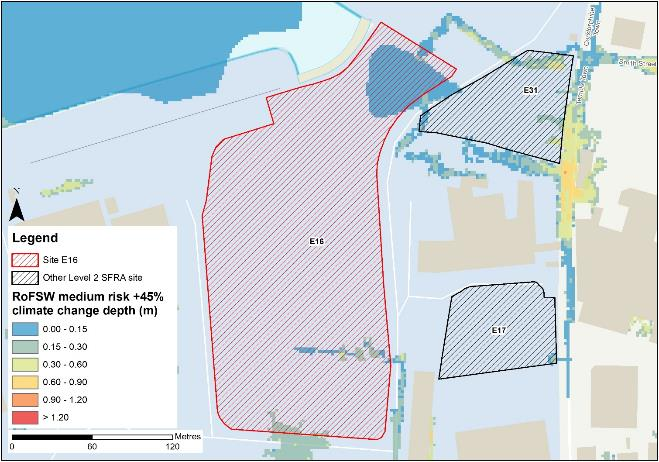 Smith Street
E31
E16
E17
N
Legend
Site E16
Other Level 2 SFRA site
RoFSW medium risk +45%
climate change depth (m)
0.00 - 0.15
0.15 - 0.30
0.30 - 0.60
0.60 - 0.90
0.90 - 1.20
> 1.20
Metres
0 60 120